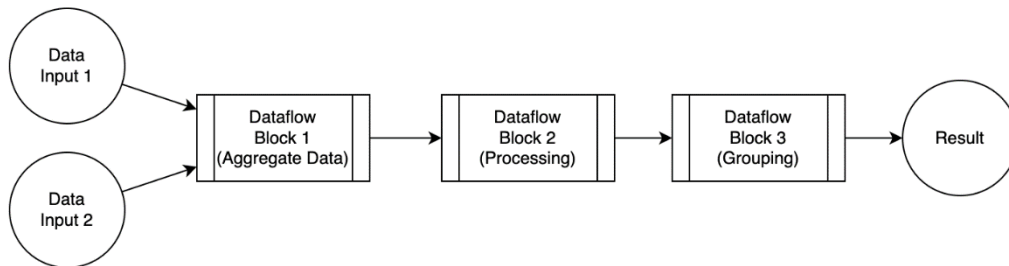 Data
Input 1
Data
Input 2
Dataflow
Block 1
(Aggregate Data)
Dataflow
Block 2
(Processing)
Dataflow
Block 3
(Grouping)
Result